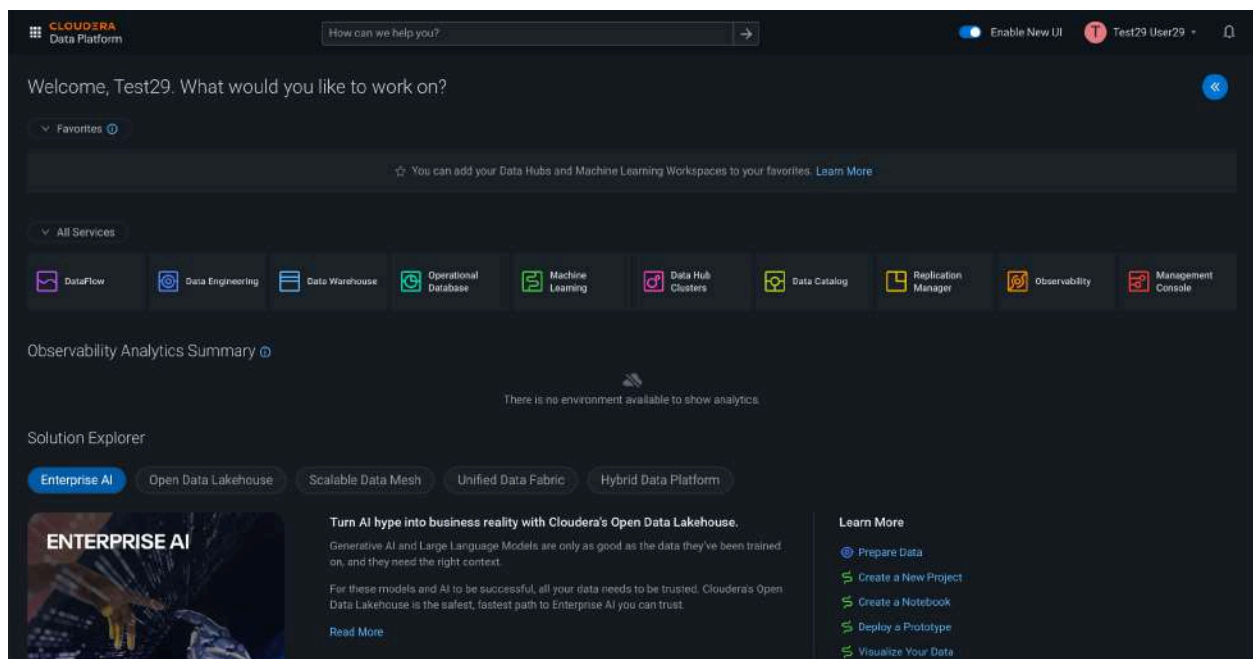 CLOUDERA
Data Platform
How can we help you?
Enable New UI
T
Test29 User29
Welcome, Test29. What would you like to work on?
Favorites
You can add your Data Hubs and Machine Learning Workspaces to your favorites. Learn More
All Services
DataFlow
Data Engineering
Data Warehouse
Operational
Database
Machine
Learning
Data Hub
Clusters
Data Catalog
Replication
Manager
Observability
Management
Console
Observability Analytics Summary
There is no environment available to show analytics.
Solution Explorer
Enterprise AI
Open Data Lakehouse
Scalable Data Mesh
Unified Data Fabric
Hybrid Data Platform
ENTERPRISE AI
Turn AI hype into business reality with Cloudera's Open Data Lakehouse.
Generative AI and Large Language Models are only as good as the data they've been trained
on, and they need the right context.
For these models and AI to be successful, all your data needs to be trusted. Cloudera's Open
Data Lakehouse is the safest, fastest path to Enterprise AI you can trust.
Read More
Learn More
Prepare Data
Create a New Project
Create a Notebook
Deploy a Prototype
Visualize Your Data